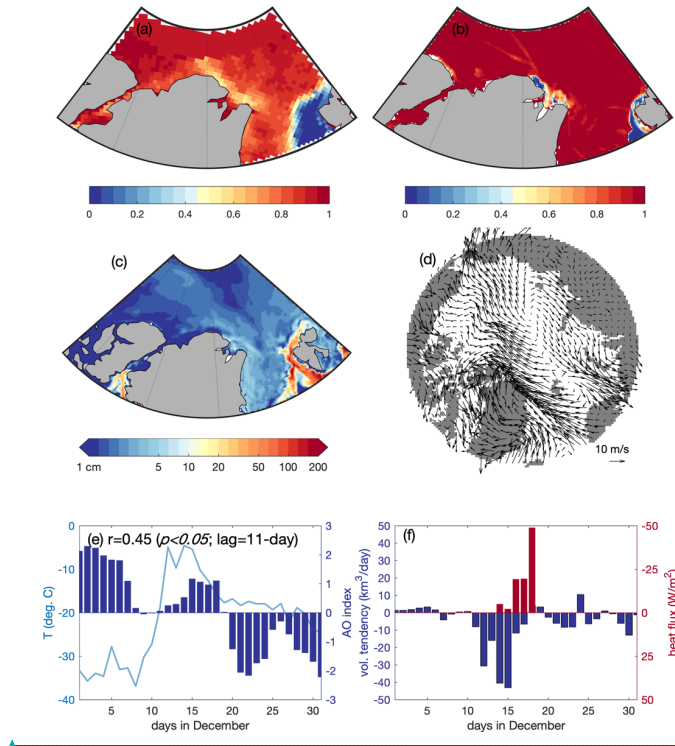 (a)
(b)
0 0.2 0.4 0.6 0.8 1
0 0.2 0.4 0.6 0.8 1
(c)
(d)
10 m/s
1 cm 5 10 20 50 100 200
(e) r=0.45 (p<0.05; lag=11-day)
0
-10
-20
-30
-40
T (deg. C)
3
2
1
0
-1
-2
-3
AO index
5 10 15 20 25 30
days in December
(f)
50
40
30
20
10
0
-10
-20
-30
-40
-50
vol. tendency (km³/day)
-50
-25
0
25
50
heat flux (W/m²)
5 10 15 20 25 30
days in December